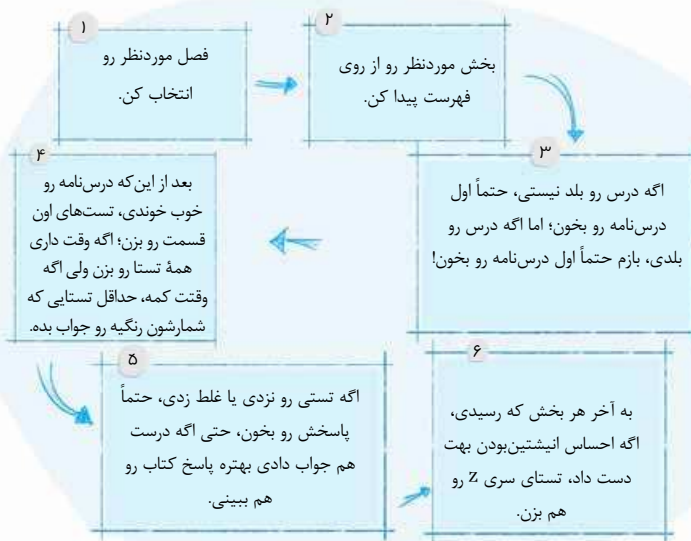 ۱
فصل موردنظر رو
انتخاب کن.
۲
بخش موردنظر رو از روی
فهرست پیدا کن.
۳
اگه درس رو بلد نیستی، حتماً اول
درس‌نامه رو بخون؛ اما اگه درس رو
بلدی، بازم حتماً اول درس‌نامه رو بخون!
۴
بعد از این‌که درس‌نامه رو
خوب خوندی، تست‌های اون
قسمت رو بزن؛ اگه وقت داری
همهٔ تستا رو بزن ولی اگه
وقتت کمه، حداقل تستایی که
شمارشون رنگیه رو جواب بده.
۵
اگه تستی رو نزدی یا غلط زدی، حتماً
پاسخش رو بخون، حتی اگه درست
هم جواب دادی بهتره پاسخ کتاب رو
هم ببینی.
۶
به آخر هر بخش که رسیدی،
اگه احساس انیشتین‌بودن بهت
دست داد، تستای سری Z رو
هم بزن.